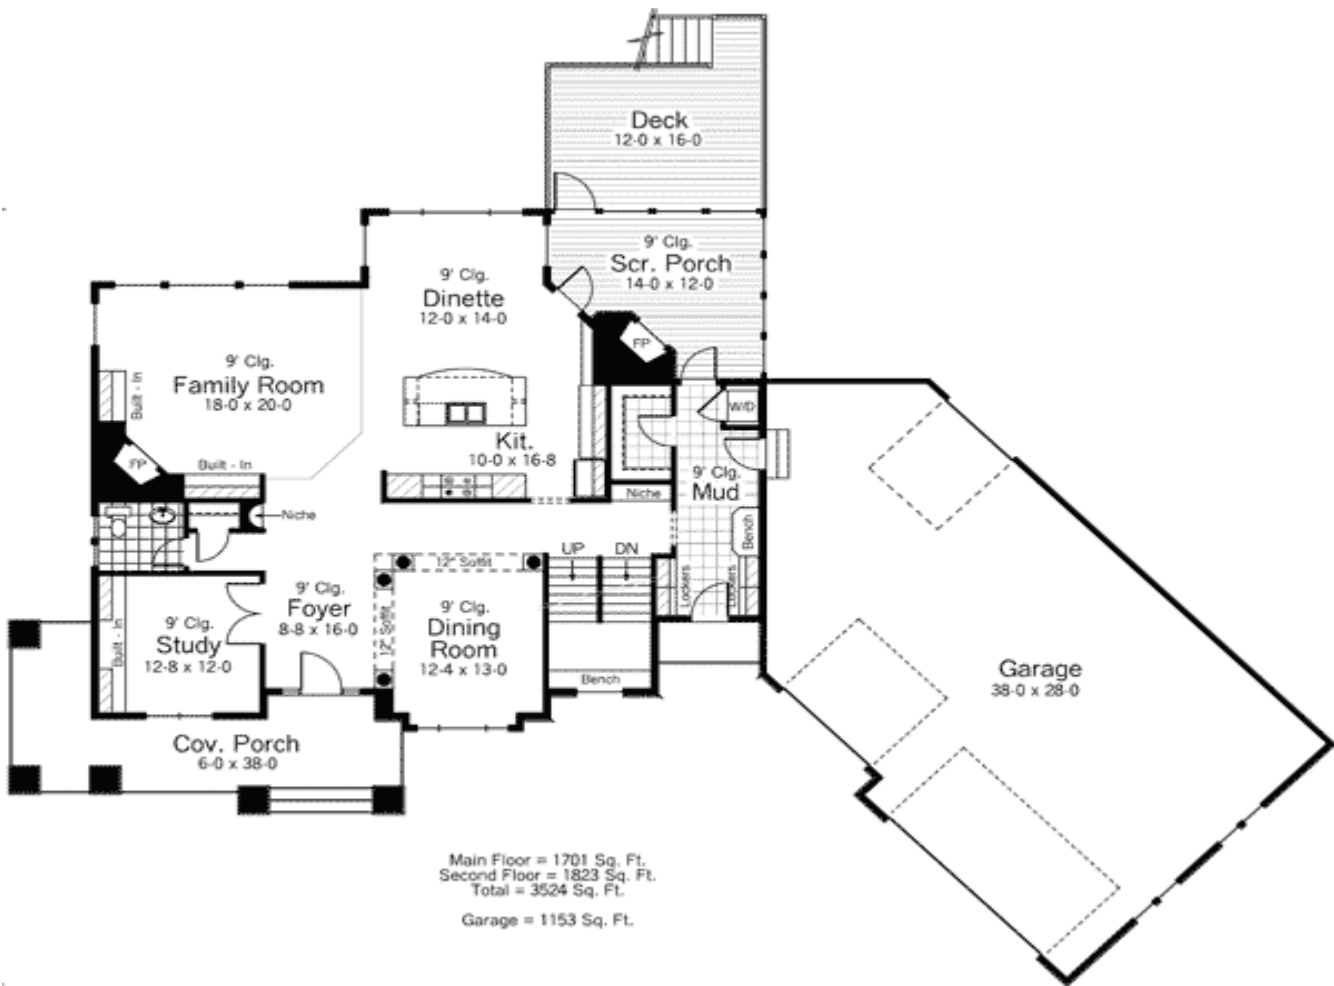 Deck
12-0 x 16-0
9' Clg.
Scr. Porch
14-0 x 12-0
9' Clg.
Dinette
12-0 x 14-0
FP
9' Clg.
Family Room
18-0 x 20-0
Built - In
FP
Built - In
Kit.
10-0 x 16-8
W/D
9' Clg.
Mud
Niche
Niche
Bench
UP
DN
12" Soffit
Lockers
Lockers
9' Clg.
Foyer
8-8 x 16-0
12" Soffit
9' Clg.
Dining
Room
12-4 x 13-0
9' Clg.
Study
12-8 x 12-0
Built - In
Bench
Garage
38-0 x 28-0
Cov. Porch
6-0 x 38-0
Main Floor = 1701 Sq. Ft.
Second Floor = 1823 Sq. Ft.
Total = 3524 Sq. Ft.
Garage = 1153 Sq. Ft.